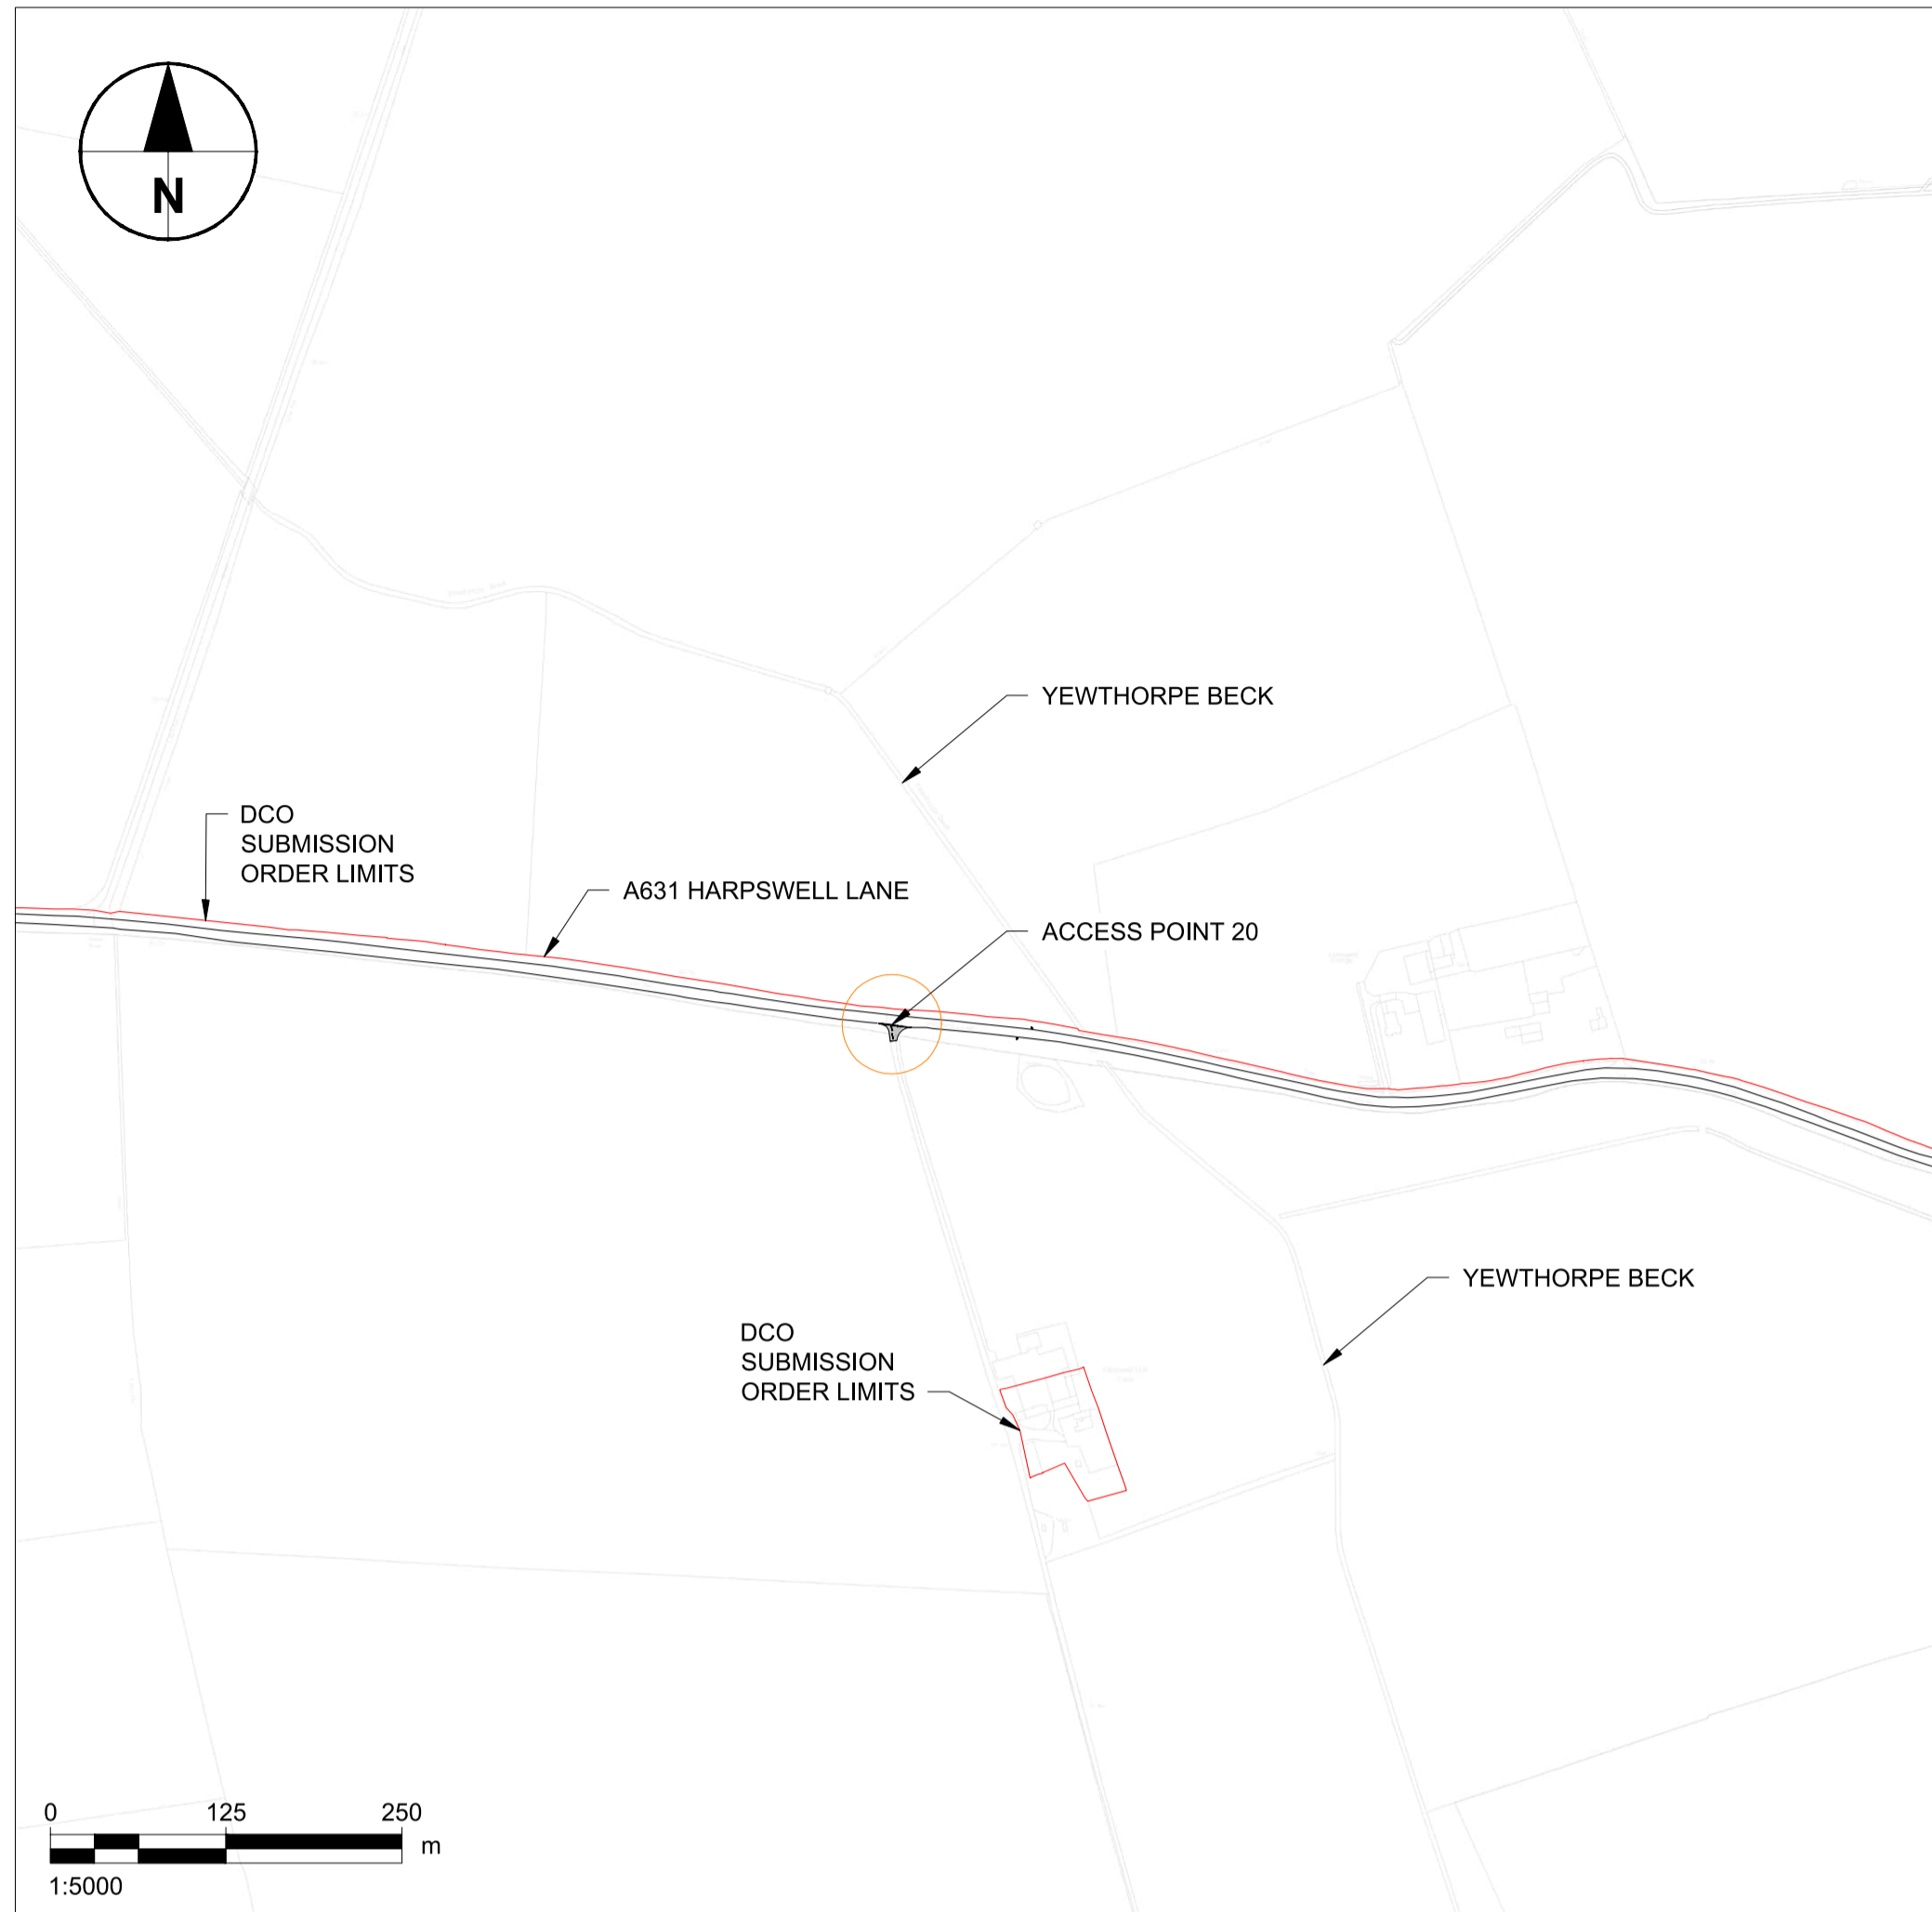 N
YEWTHORPE BECK
DCO
SUBMISSION
ORDER LIMITS
A631 HARPSWELL LANE
ACCESS POINT 20
YEWTHORPE BECK
DCO
SUBMISSION
ORDER LIMITS
0 125 250
m
1:5000